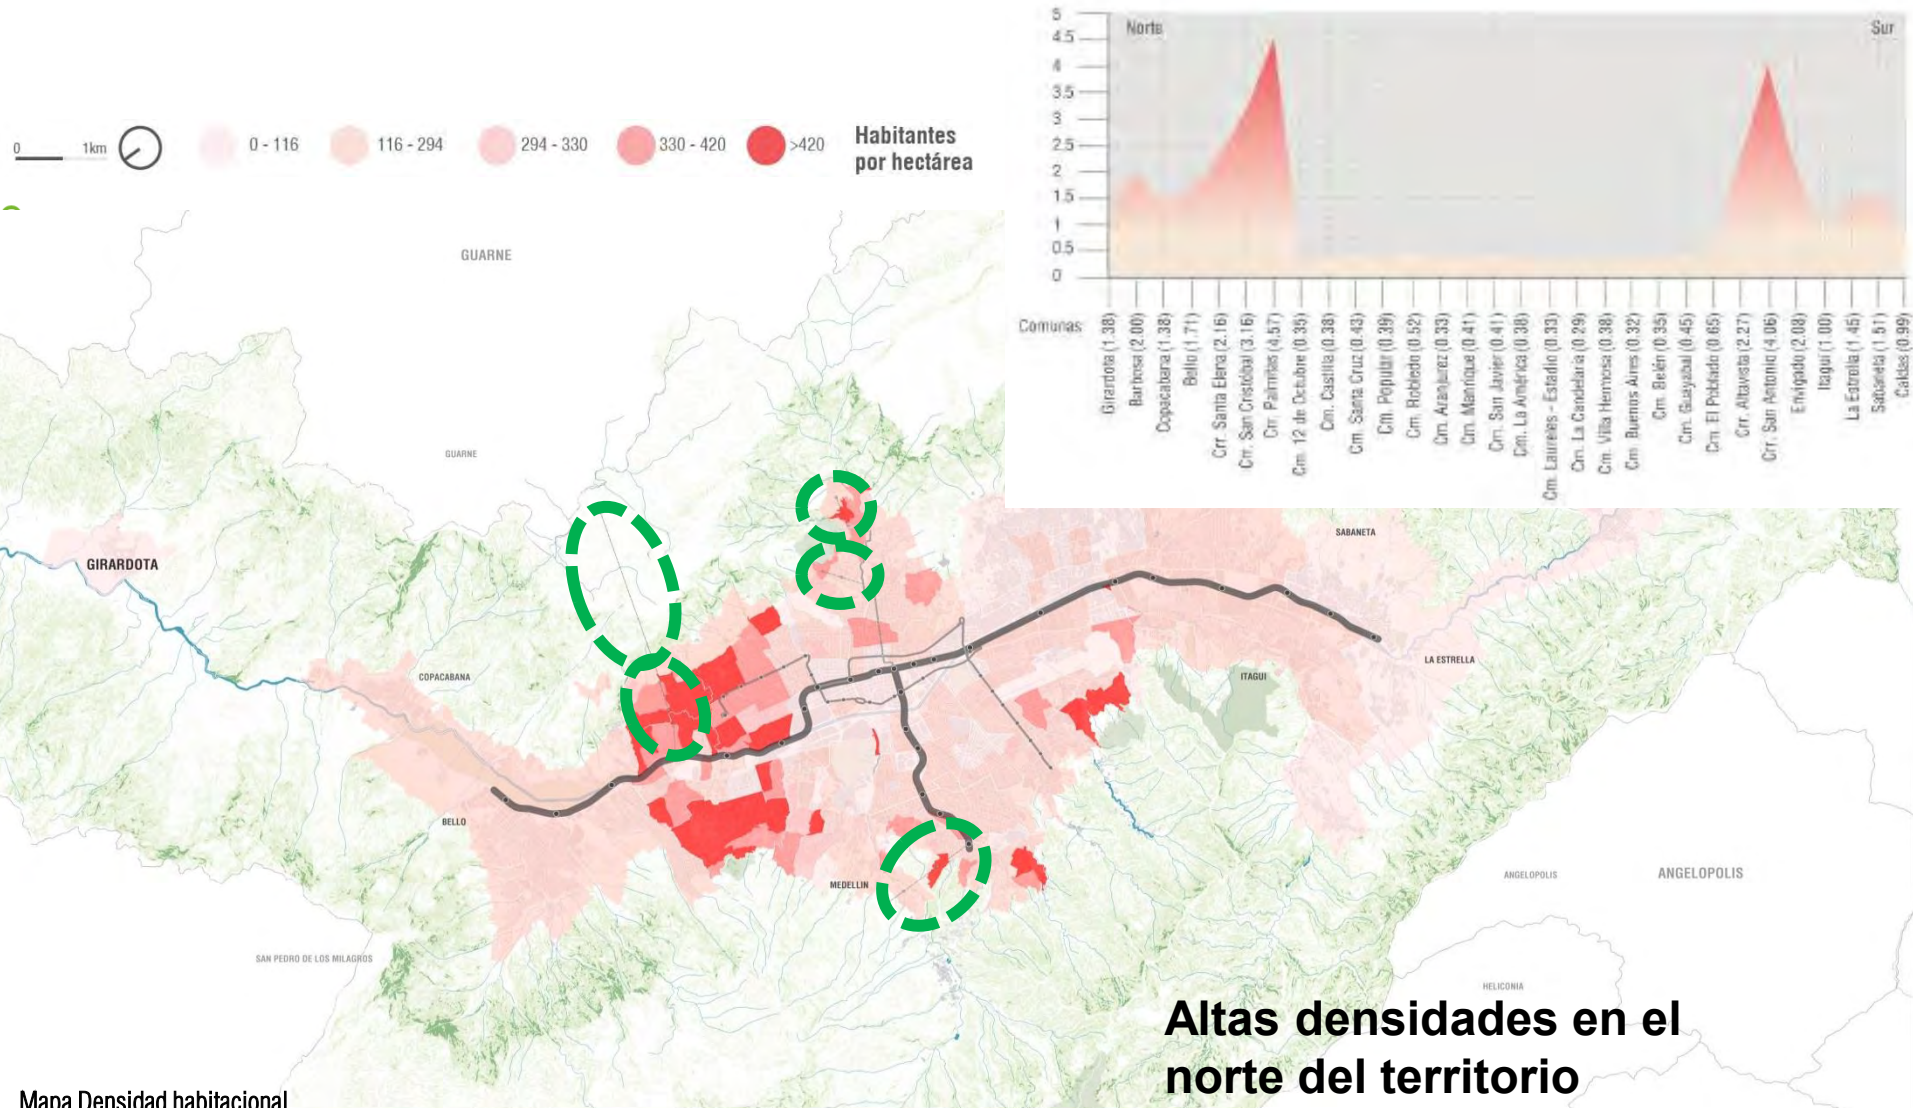 0 1km
0 - 116
116 - 294
294 - 330
330 - 420
>420
Habitantes
por hectárea
5
4.5
4
3.5
3
2.5
2
1.5
1
0.5
0
Norte
Sur
Comunas
Girardota (1.38)
Barbosa (2.00)
Copacabana (1.38)
Bello (1.71)
Crr. Santa Elena (2.16)
Crr. San Cristóbal (3.16)
Crr. Palmitas (4.57)
Cm. 12 de Octubre (0.35)
Cm. Castilla (0.38)
Cm. Santa Cruz (0.43)
Cm. Popular (0.39)
Cm. Robledo (0.52)
Cm. Aranjuez (0.33)
Cm. Manrique (0.41)
Cm. San Javier (0.41)
Cm. La América (0.38)
Cm. Laureles - Estadio (0.33)
Cm. La Candelaria (0.29)
Cm. Villa Hermosa (0.38)
Cm. Buenos Aires (0.32)
Cm. Belén (0.35)
Cm. Guayabal (0.45)
Cm. El Poblado (0.65)
Crr. Altavista (2.27)
Crr. San Antonio (4.06)
Envigado (2.08)
Itagui (1.00)
La Estrella (1.45)
Sabaneta (1.51)
Caldas (0.99)
GUARNE
GUARNE
GIRARDOTA
COPACABANA
BELLO
MEDELLIN
SAN PEDRO DE LOS MILAGROS
SABANETA
LA ESTRELLA
ITAGUI
ANGELOPOLIS
ANGELOPOLIS
HELICONIA
Altas densidades en el
norte del territorio
Mapa Densidad habitacional